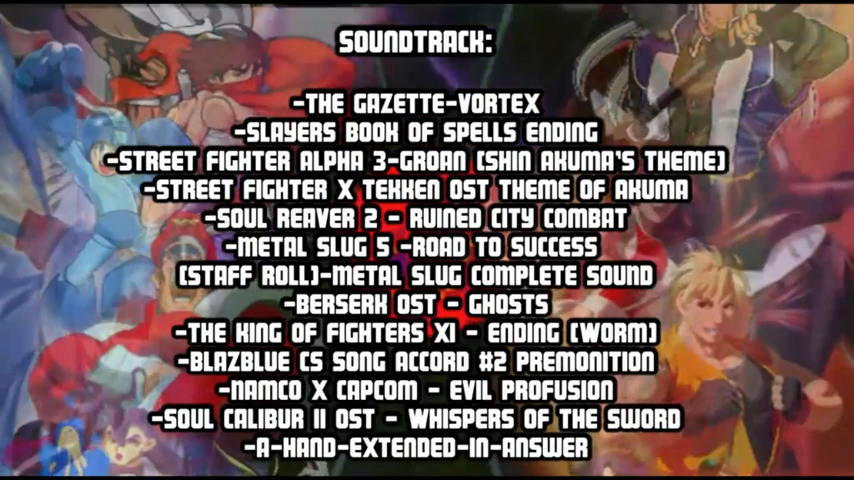 SOUNDTRACK:
-THE GAZETTE-VORTEX
-SLAYERS BOOK OF SPELLS ENDING
-STREET FIGHTER ALPHA 3-GROAN (SHIN AKUMA'S THEME)
-STREET FIGHTER X TEKKEN OST THEME OF AKUMA
-SOUL REAVER 2 - RUINED CITY COMBAT
-METAL SLUG 5 -ROAD TO SUCCESS
(STAFF ROLL)-METAL SLUG COMPLETE SOUND
-BERSERK OST - GHOSTS
-THE KING OF FIGHTERS XI - ENDING (WORM)
-BLAZBLUE CS SONG ACCORD #2 PREMONITION
-NAMCO X CAPCOM - EVIL PROFUSION
-SOUL CALIBUR II OST - WHISPERS OF THE SWORD
-A-HAND-EXTENDED-IN-ANSWER